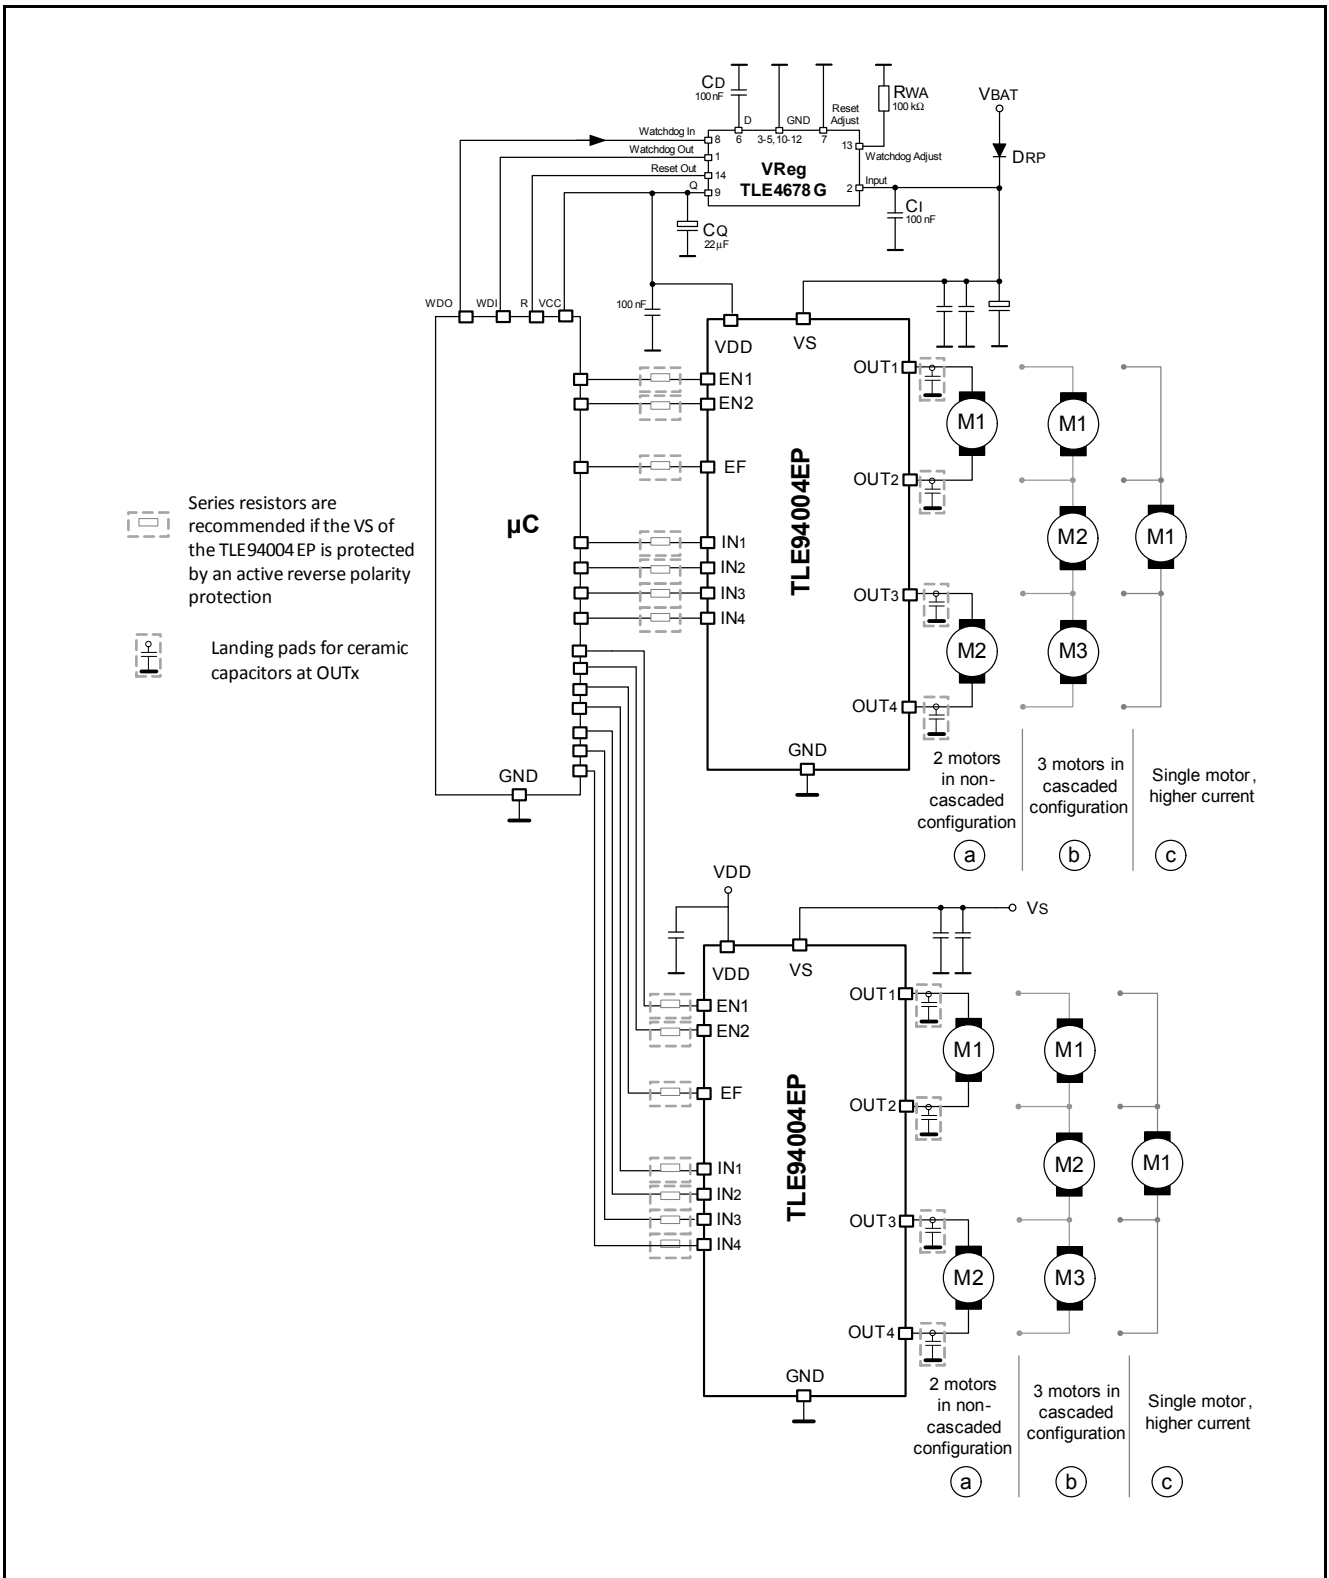 CD
100 nF
RWA
100 kΩ
VBAT
Reset
Adjust
D
GND
Watchdog In
8
6
3-5, 10-12
7
13
Watchdog Out
1
Watchdog Adjust
DRP
VReg
TLE4678 G
Reset Out
14
Q
9
2
Input
CI
100 nF
CQ
22 µF
WDO
WDI
R
VCC
100 nF
VDD
VS
OUT1
EN1
EN2
M1
M1
EF
OUT2
Series resistors are
recommended if the VS of
the TLE94004 EP is protected
by an active reverse polarity
protection
µC
TLE94004EP
IN1
IN2
IN3
IN4
M2
M1
OUT3
Landing pads for ceramic
capacitors at OUTx
M2
M3
OUT4
GND
GND
2 motors
in non-
cascaded
configuration
3 motors in
cascaded
configuration
Single motor,
higher current
a
b
c
VDD
VS
VDD
VS
OUT1
EN1
EN2
M1
M1
EF
OUT2
TLE94004EP
IN1
IN2
IN3
IN4
M2
M1
OUT3
M2
M3
OUT4
GND
2 motors
in non-
cascaded
configuration
3 motors in
cascaded
configuration
Single motor,
higher current
a
b
c